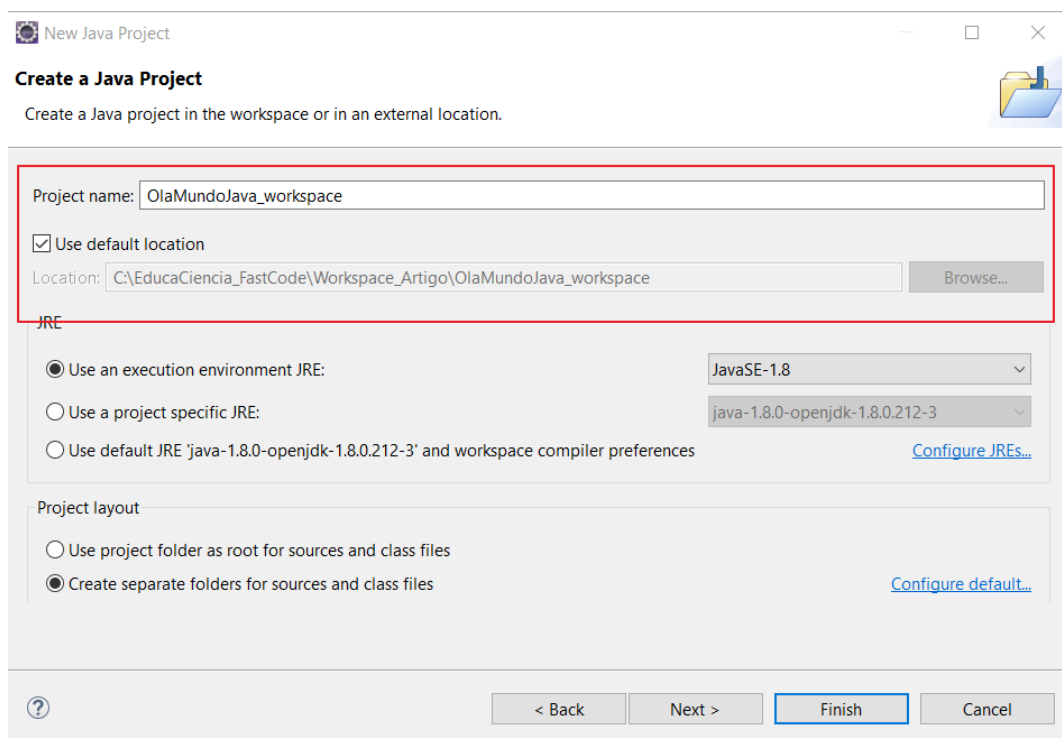 New Java Project
Create a Java Project
Create a Java project in the workspace or in an external location.
Project name: OlaMundoJava_workspace
Use default location
Location: C:\EducaCiencia_FastCode\Workspace_Artigo\OlaMundoJava_workspace Browse...
JRE
Use an execution environment JRE: JavaSE-1.8
Use a project specific JRE: java-1.8.0-openjdk-1.8.0.212-3
Use default JRE 'java-1.8.0-openjdk-1.8.0.212-3' and workspace compiler preferences Configure JREs...
Project layout
Use project folder as root for sources and class files
Create separate folders for sources and class files Configure default...
? < Back Next > Finish Cancel